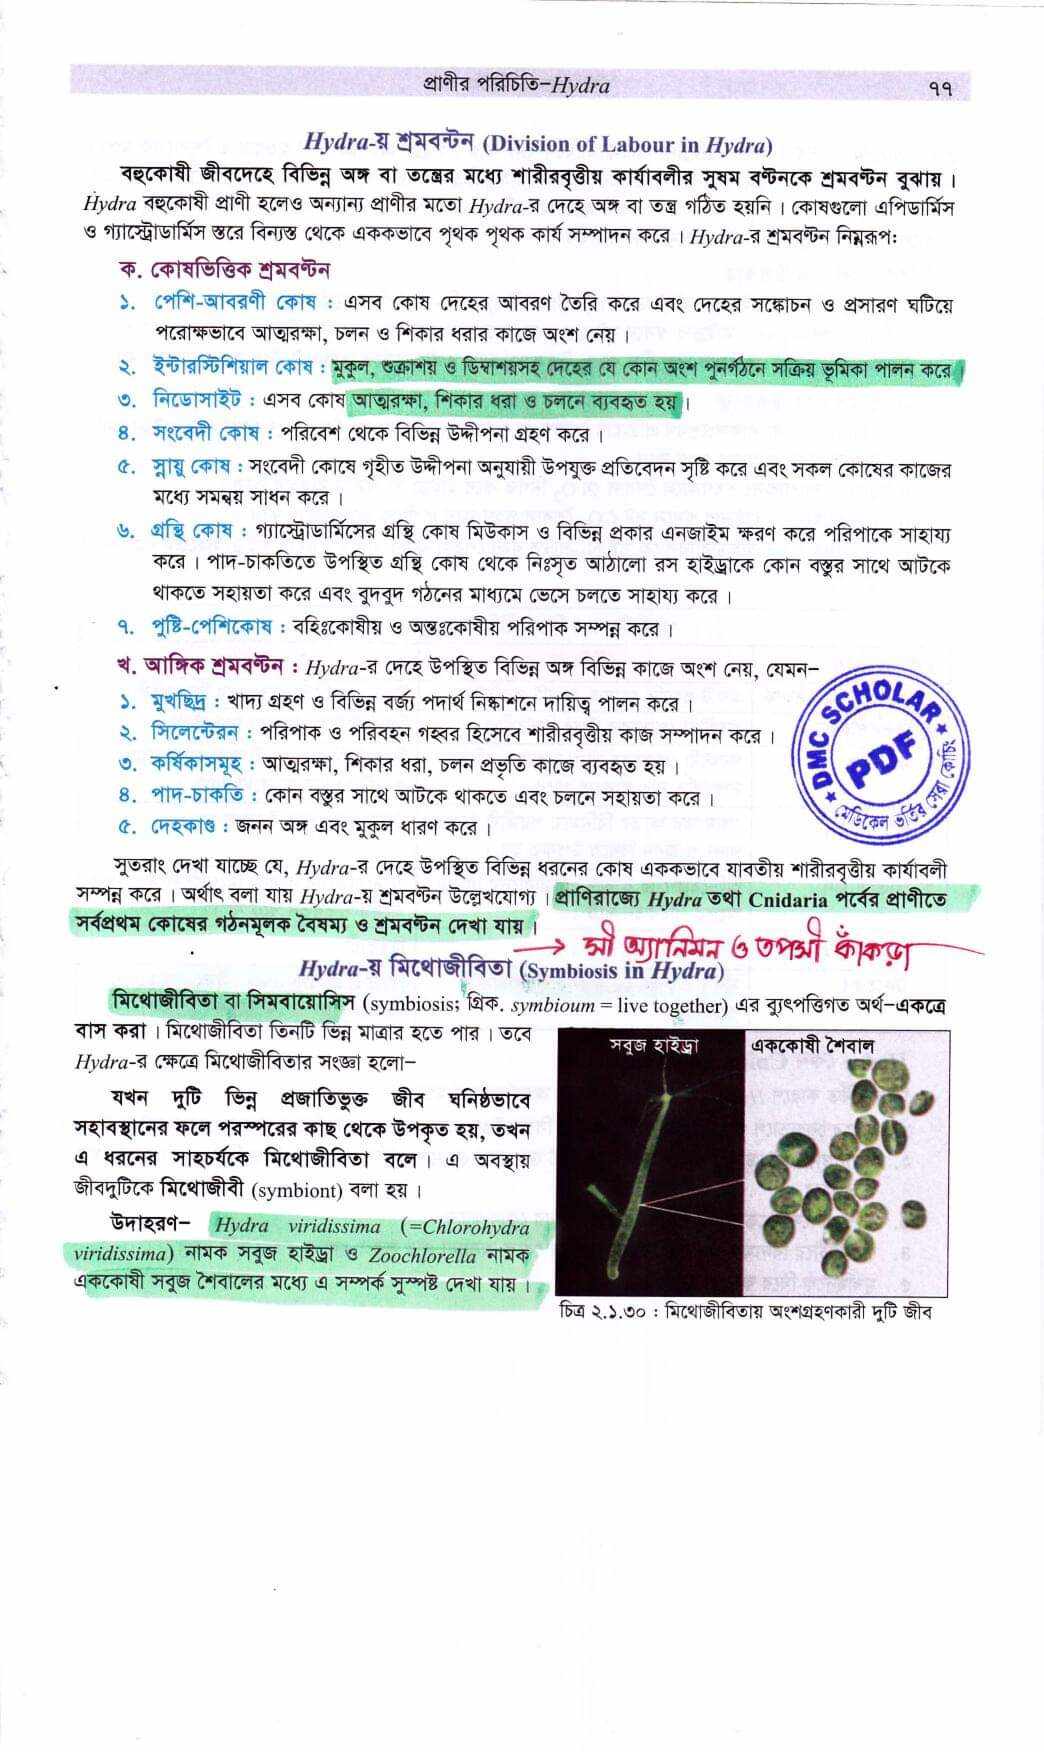 প্রাণীর পরিচিতি–Hydra ৭৭
Hydra-য় শ্রমবন্টন (Division of Labour in Hydra)
বহুকোষী জীবদেহে বিভিন্ন অঙ্গ বা তন্ত্রের মধ্যে শারীরবৃত্তীয় কার্যাবলীর সুষম বণ্টনকে শ্রমবণ্টন বুঝায়।
Hydra বহুকোষী প্রাণী হলেও অন্যান্য প্রাণীর মতো Hydra-র দেহে অঙ্গ বা তন্ত্র গঠিত হয়নি। কোষগুলো এপিডার্মিস
ও গ্যাস্ট্রোডার্মিস স্তরে বিন্যস্ত থেকে এককভাবে পৃথক পৃথক কার্য সম্পাদন করে। Hydra-র শ্রমবণ্টন নিম্নরূপ:
ক. কোষভিত্তিক শ্রমবণ্টন
১. পেশি-আবরণী কোষ : এসব কোষ দেহের আবরণ তৈরি করে এবং দেহের সঙ্কোচন ও প্রসারণ ঘটিয়ে
পরোক্ষভাবে আত্মরক্ষা, চলন ও শিকার ধরার কাজে অংশ নেয়।
২. ইন্টারস্টিশিয়াল কোষ : মুকুল, শুক্রাশয় ও ডিম্বাশয়সহ দেহের যে কোন অংশ পুনর্গঠনে সক্রিয় ভূমিকা পালন করে।
৩. নিডোসাইট : এসব কোষ আত্মরক্ষা, শিকার ধরা ও চলনে ব্যবহৃত হয়।
৪. সংবেদী কোষ : পরিবেশ থেকে বিভিন্ন উদ্দীপনা গ্রহণ করে।
৫. স্নায়ু কোষ : সংবেদী কোষে গৃহীত উদ্দীপনা অনুযায়ী উপযুক্ত প্রতিবেদন সৃষ্টি করে এবং সকল কোষের কাজের
মধ্যে সমন্বয় সাধন করে।
৬. গ্রন্থি কোষ : গ্যাস্ট্রোডার্মিসের গ্রন্থি কোষ মিউকাস ও বিভিন্ন প্রকার এনজাইম ক্ষরণ করে পরিপাকে সাহায্য
করে। পাদ-চাকতিতে উপস্থিত গ্রন্থি কোষ থেকে নিঃসৃত আঠালো রস হাইড্রাকে কোন বস্তুর সাথে আটকে
থাকতে সহায়তা করে এবং বুদবুদ গঠনের মাধ্যমে ভেসে চলতে সাহায্য করে।
৭. পুষ্টি-পেশিকোষ : বহিঃকোষীয় ও অন্তঃকোষীয় পরিপাক সম্পন্ন করে।
খ. আঙ্গিক শ্রমবণ্টন : Hydra-র দেহে উপস্থিত বিভিন্ন অঙ্গ বিভিন্ন কাজে অংশ নেয়, যেমন–
১. মুখছিদ্র : খাদ্য গ্রহণ ও বিভিন্ন বর্জ্য পদার্থ নিষ্কাশনে দায়িত্ব পালন করে।
২. সিলেন্টেরন : পরিপাক ও পরিবহন গহ্বর হিসেবে শারীরবৃত্তীয় কাজ সম্পাদন করে।
৩. কর্ষিকাসমূহ : আত্মরক্ষা, শিকার ধরা, চলন প্রভৃতি কাজে ব্যবহৃত হয়।
৪. পাদ-চাকতি : কোন বস্তুর সাথে আটকে থাকতে এবং চলনে সহায়তা করে।
৫. দেহকাণ্ড : জনন অঙ্গ এবং মুকুল ধারণ করে।
DMC SCHOLAR
PDF
মেডিকেল ভর্তির সেরা কোচিং
সুতরাং দেখা যাচ্ছে যে, Hydra-র দেহে উপস্থিত বিভিন্ন ধরনের কোষ এককভাবে যাবতীয় শারীরবৃত্তীয় কার্যাবলী
সম্পন্ন করে। অর্থাৎ বলা যায় Hydra-য় শ্রমবণ্টন উল্লেখযোগ্য। প্রাণিরাজ্যে Hydra তথা Cnidaria পর্বের প্রাণীতে
সর্বপ্রথম কোষের গঠনমূলক বৈষম্য ও শ্রমবণ্টন দেখা যায়।
→ সী অ্যানিমন ও তপসী কাঁকড়া
Hydra-য় মিথোজীবিতা (Symbiosis in Hydra)
মিথোজীবিতা বা সিমবায়োসিস (symbiosis; গ্রিক. symbioum = live together) এর ব্যুৎপত্তিগত অর্থ–একত্রে
বাস করা। মিথোজীবিতা তিনটি ভিন্ন মাত্রার হতে পার। তবে
Hydra-র ক্ষেত্রে মিথোজীবিতার সংজ্ঞা হলো–
যখন দুটি ভিন্ন প্রজাতিভুক্ত জীব ঘনিষ্ঠভাবে
সহাবস্থানের ফলে পরস্পরের কাছ থেকে উপকৃত হয়, তখন
এ ধরনের সাহচর্যকে মিথোজীবিতা বলে। এ অবস্থায়
জীবদুটিকে মিথোজীবী (symbiont) বলা হয়।
উদাহরণ– Hydra viridissima (=Chlorohydra
viridissima) নামক সবুজ হাইড্রা ও Zoochlorella নামক
এককোষী সবুজ শৈবালের মধ্যে এ সম্পর্ক সুস্পষ্ট দেখা যায়।
সবুজ হাইড্রা
এককোষী শৈবাল
চিত্র ২.১.৩০ : মিথোজীবিতায় অংশগ্রহণকারী দুটি জীব